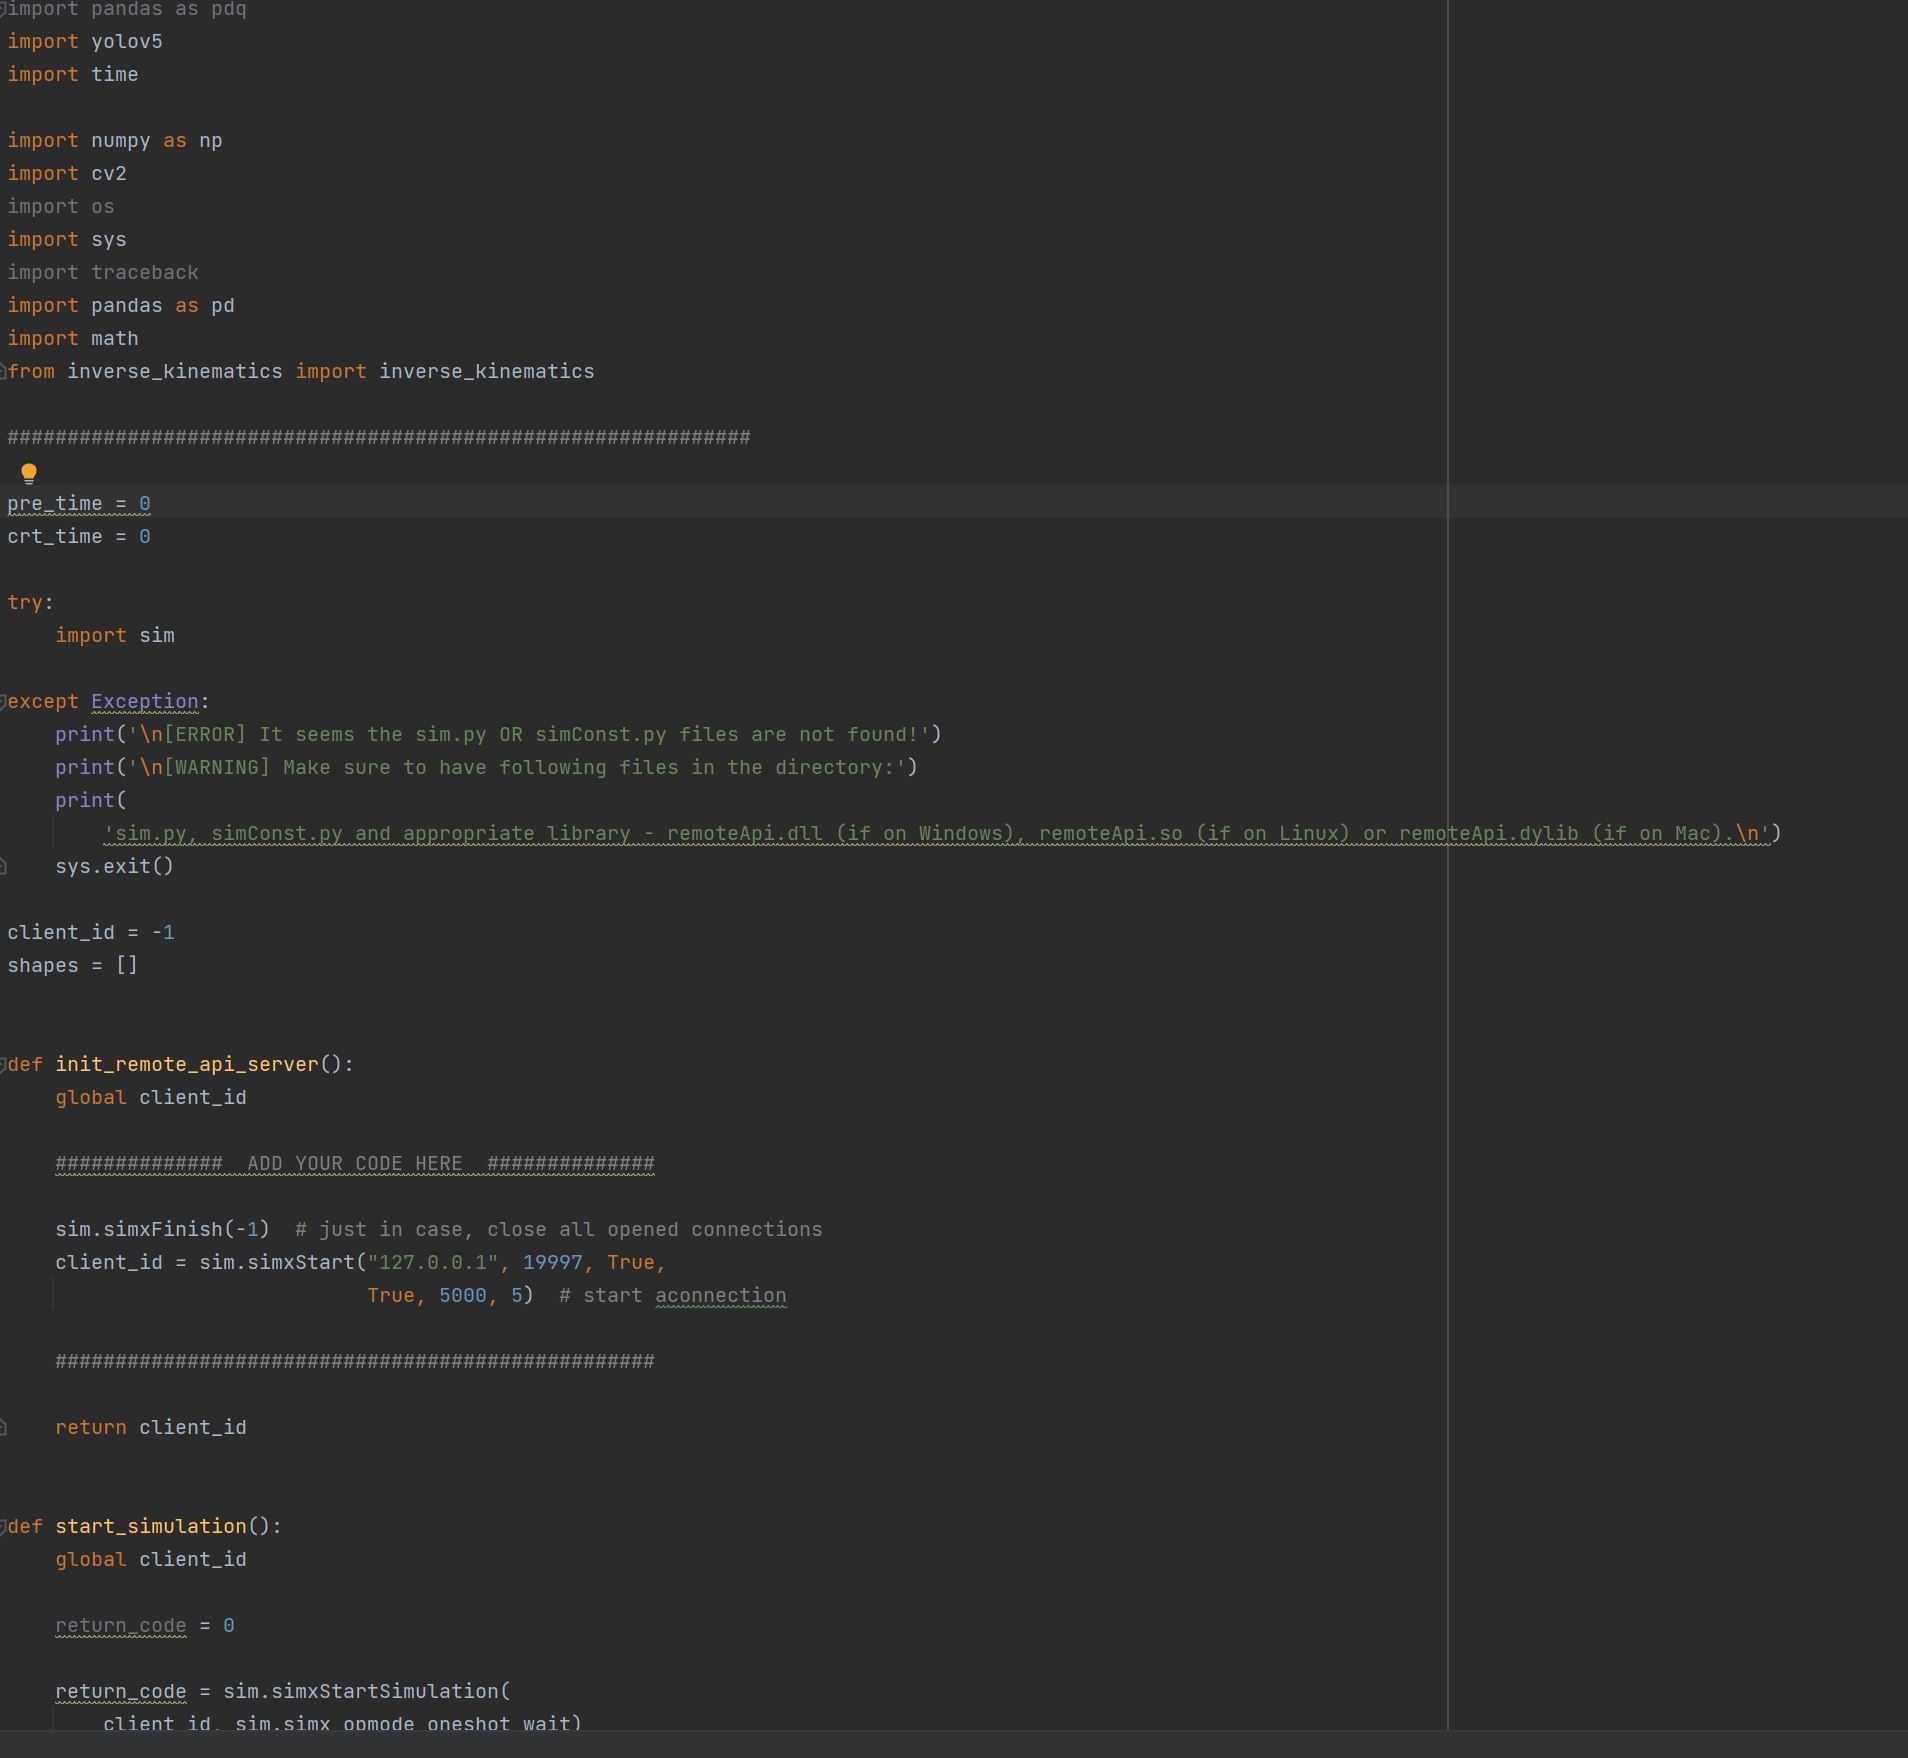 import pandas as pdq
import yolov5
import time
import numpy as np
import cv2
import os
import sys
import traceback
import pandas as pd
import math
from inverse_kinematics import inverse_kinematics
##############################################################
pre_time = 0
crt_time = 0
try:
    import sim
except Exception:
    print('\n[ERROR] It seems the sim.py OR simConst.py files are not found!')
    print('\n[WARNING] Make sure to have following files in the directory:')
    print(
        'sim.py, simConst.py and appropriate library - remoteApi.dll (if on Windows), remoteApi.so (if on Linux) or remoteApi.dylib (if on Mac).\n')
    sys.exit()
client_id = -1
shapes = []
def init_remote_api_server():
    global client_id
    ##############  ADD YOUR CODE HERE  ##############
    sim.simxFinish(-1)  # just in case, close all opened connections
    client_id = sim.simxStart("127.0.0.1", 19997, True,
                              True, 5000, 5)  # start aconnection
    ##################################################
    return client_id
def start_simulation():
    global client_id
    return_code = 0
    return_code = sim.simxStartSimulation(
        client_id, sim.simx_opmode_oneshot_wait)